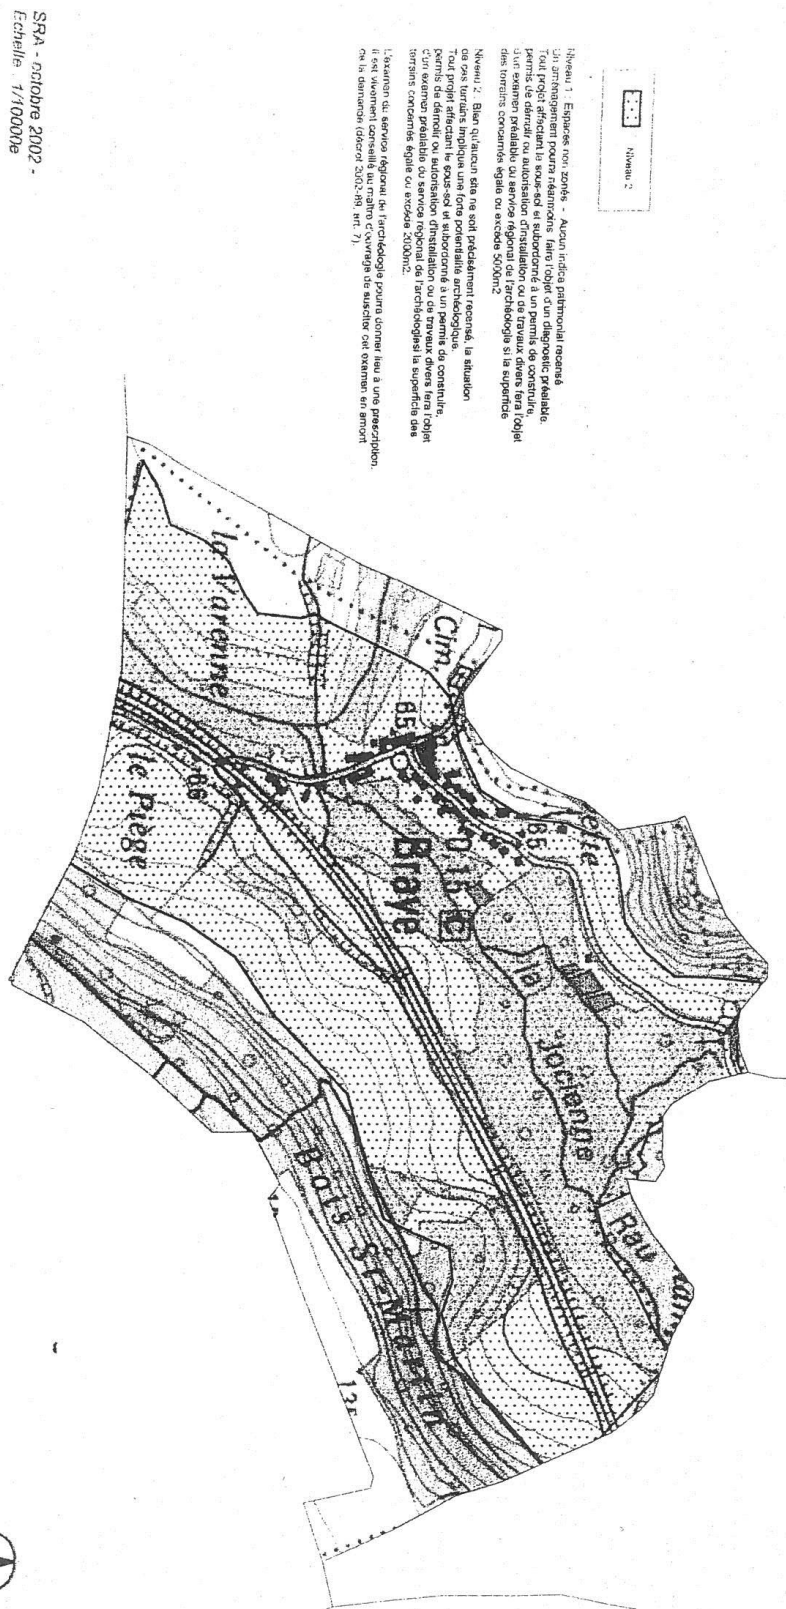 Niveau 2
Niveau 1 : Espaces non zonés - Aucun indice patrimonial recensé
Un aménagement pourra néanmoins faire l'objet d'un diagnostic préalable.
Tout projet affectant le sous-sol et subordonné à un permis de construire,
permis de démolir ou autorisation d'installation ou de travaux divers fera l'objet
d'un examen préalable du service régional de l'archéologie si la superficie
des terrains concernés égale ou excède 5000m2
Niveau 2 : Bien qu'aucun site ne soit précisément recensé, la situation
de ces terrains implique une forte potentialité archéologique.
Tout projet affectant le sous-sol et subordonné à un permis de construire,
permis de démolir ou autorisation d'installation ou de travaux divers fera l'objet
d'un examen préalable du service régional de l'archéologiesi la superficie des
terrains concernés égale ou excède 2000m2.
L'examen du service régional de l'archéologie pourra donner lieu à une prescription.
Il est vivement conseillé au maître d'ouvrage de susciter cet examen en amont
de la demande (décret 2002-89, art. 7).
SRA - octobre 2002 -
Echelle : 1/10000e
Cim.
la Varenne
65
65
le Piège
66
Braye
D 15 E
la Jocienne
Rau
Bois St-Martin